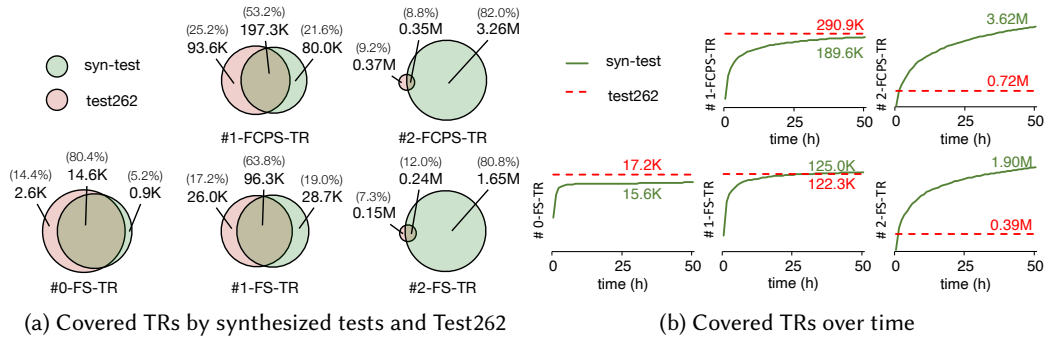 (25.2%)
93.6K
(53.2%)
197.3K
(21.6%)
80.0K
(9.2%)
0.37M
(8.8%)
0.35M
(82.0%)
3.26M
syn-test
test262
#1-FCPS-TR
#2-FCPS-TR
(14.4%)
2.6K
(80.4%)
14.6K
(5.2%)
0.9K
(17.2%)
26.0K
(63.8%)
96.3K
(19.0%)
28.7K
(7.3%)
0.15M
(12.0%)
0.24M
(80.8%)
1.65M
#0-FS-TR
#1-FS-TR
#2-FS-TR
(a) Covered TRs by synthesized tests and Test262
syn-test
test262
# 1-FCPS-TR
290.9K
189.6K
0 25 50
time (h)
# 2-FCPS-TR
3.62M
0.72M
0 25 50
time (h)
# 0-FS-TR
17.2K
15.6K
0 25 50
time (h)
# 1-FS-TR
125.0K
122.3K
0 25 50
time (h)
# 2-FS-TR
1.90M
0.39M
0 25 50
time (h)
(b) Covered TRs over time